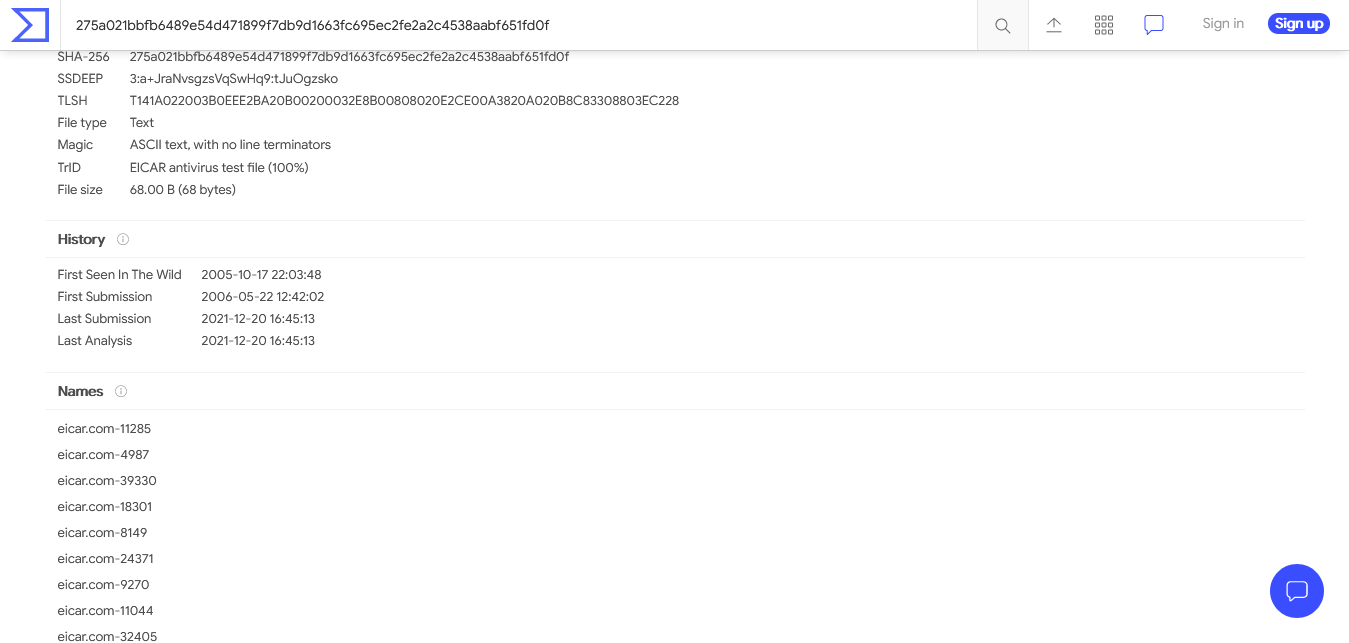 275a021bbfb6489e54d471899f7db9d1663fc695ec2fe2a2c4538aabf651fd0f Sign in Sign up
SHA-256 275a021bbfb6489e54d471899f7db9d1663fc695ec2fe2a2c4538aabf651fd0f
SSDEEP 3:a+JraNvsgzsVqSwHq9:tJuOgzsko
TLSH T141A022003B0EEE2BA20B00200032E8B00808020E2CE00A3820A020B8C83308803EC228
File type Text
Magic ASCII text, with no line terminators
TrID EICAR antivirus test file (100%)
File size 68.00 B (68 bytes)
History
First Seen In The Wild 2005-10-17 22:03:48
First Submission 2006-05-22 12:42:02
Last Submission 2021-12-20 16:45:13
Last Analysis 2021-12-20 16:45:13
Names
eicar.com-11285
eicar.com-4987
eicar.com-39330
eicar.com-18301
eicar.com-8149
eicar.com-24371
eicar.com-9270
eicar.com-11044
eicar.com-32405